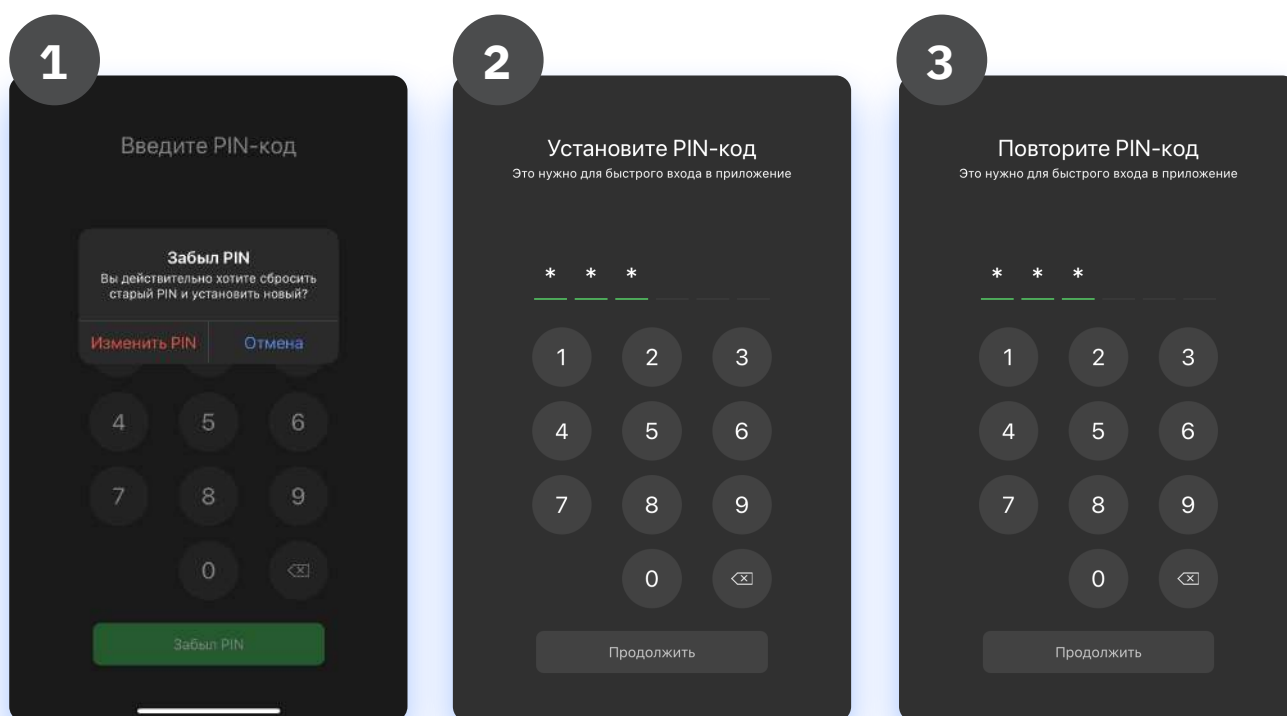 1
Введите PIN-код
Забыл PIN
Вы действительно хотите сбросить
старый PIN и установить новый?
Изменить PIN Отмена
4 5 6
7 8 9
0
Забыл PIN
2
Установите PIN-код
Это нужно для быстрого входа в приложение
* * *
1 2 3
4 5 6
7 8 9
0
Продолжить
3
Повторите PIN-код
Это нужно для быстрого входа в приложение
* * *
1 2 3
4 5 6
7 8 9
0
Продолжить